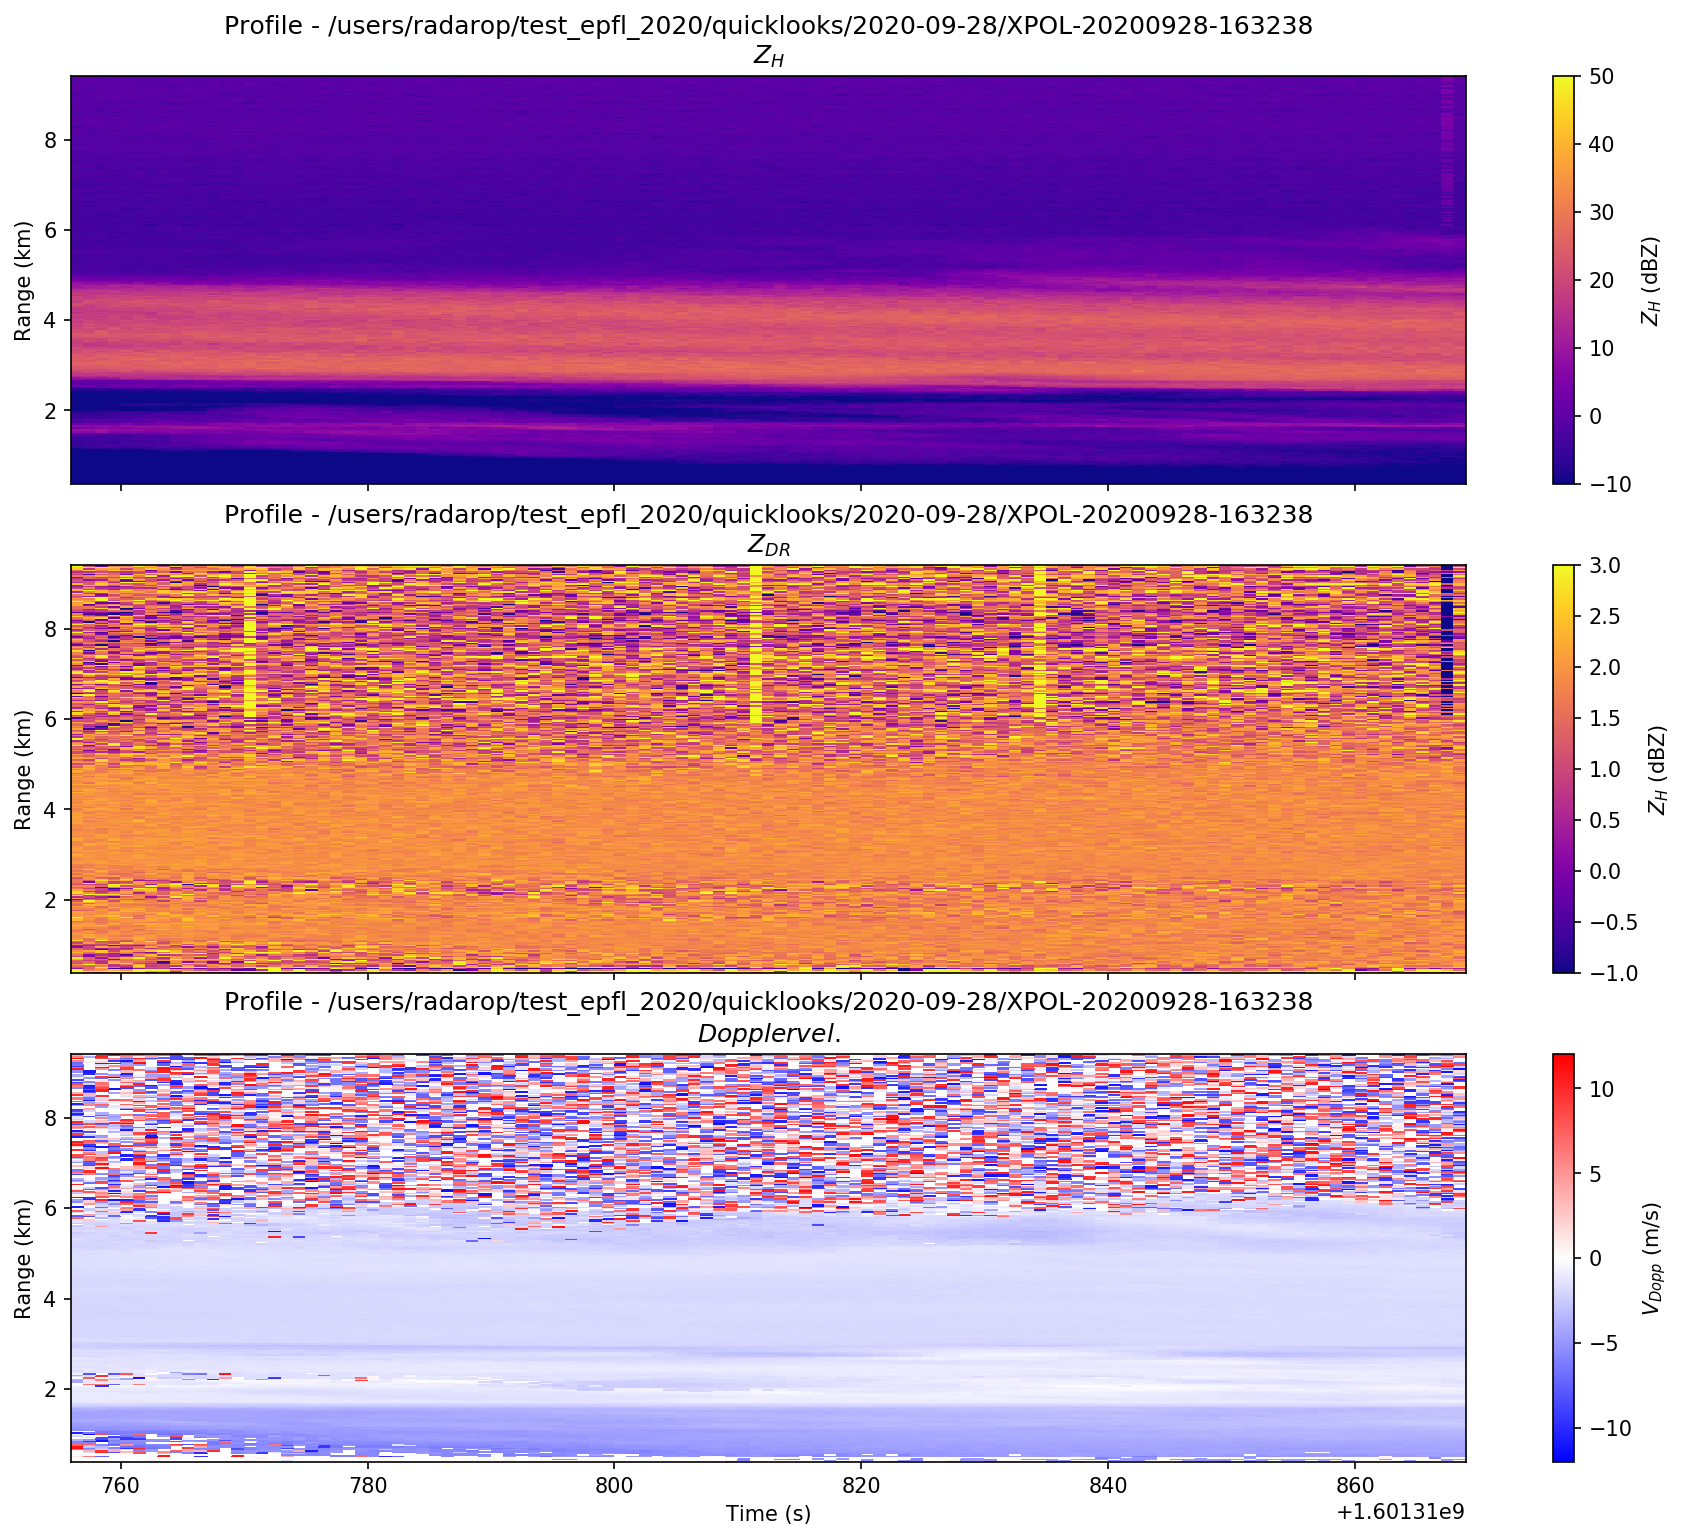 Profile - /users/radarop/test_epfl_2020/quicklooks/2020-09-28/XPOL-20200928-163238
Z_H
8
6
4
2
Range (km)
50
40
30
20
10
0
−10
Z_H (dBZ)
Profile - /users/radarop/test_epfl_2020/quicklooks/2020-09-28/XPOL-20200928-163238
Z_DR
8
6
4
2
Range (km)
3.0
2.5
2.0
1.5
1.0
0.5
0.0
−0.5
−1.0
Z_H (dBZ)
Profile - /users/radarop/test_epfl_2020/quicklooks/2020-09-28/XPOL-20200928-163238
Dopplervel.
8
6
4
2
Range (km)
10
5
0
−5
−10
V_Dopp (m/s)
760 780 800 820 840 860
Time (s)
+1.60131e9